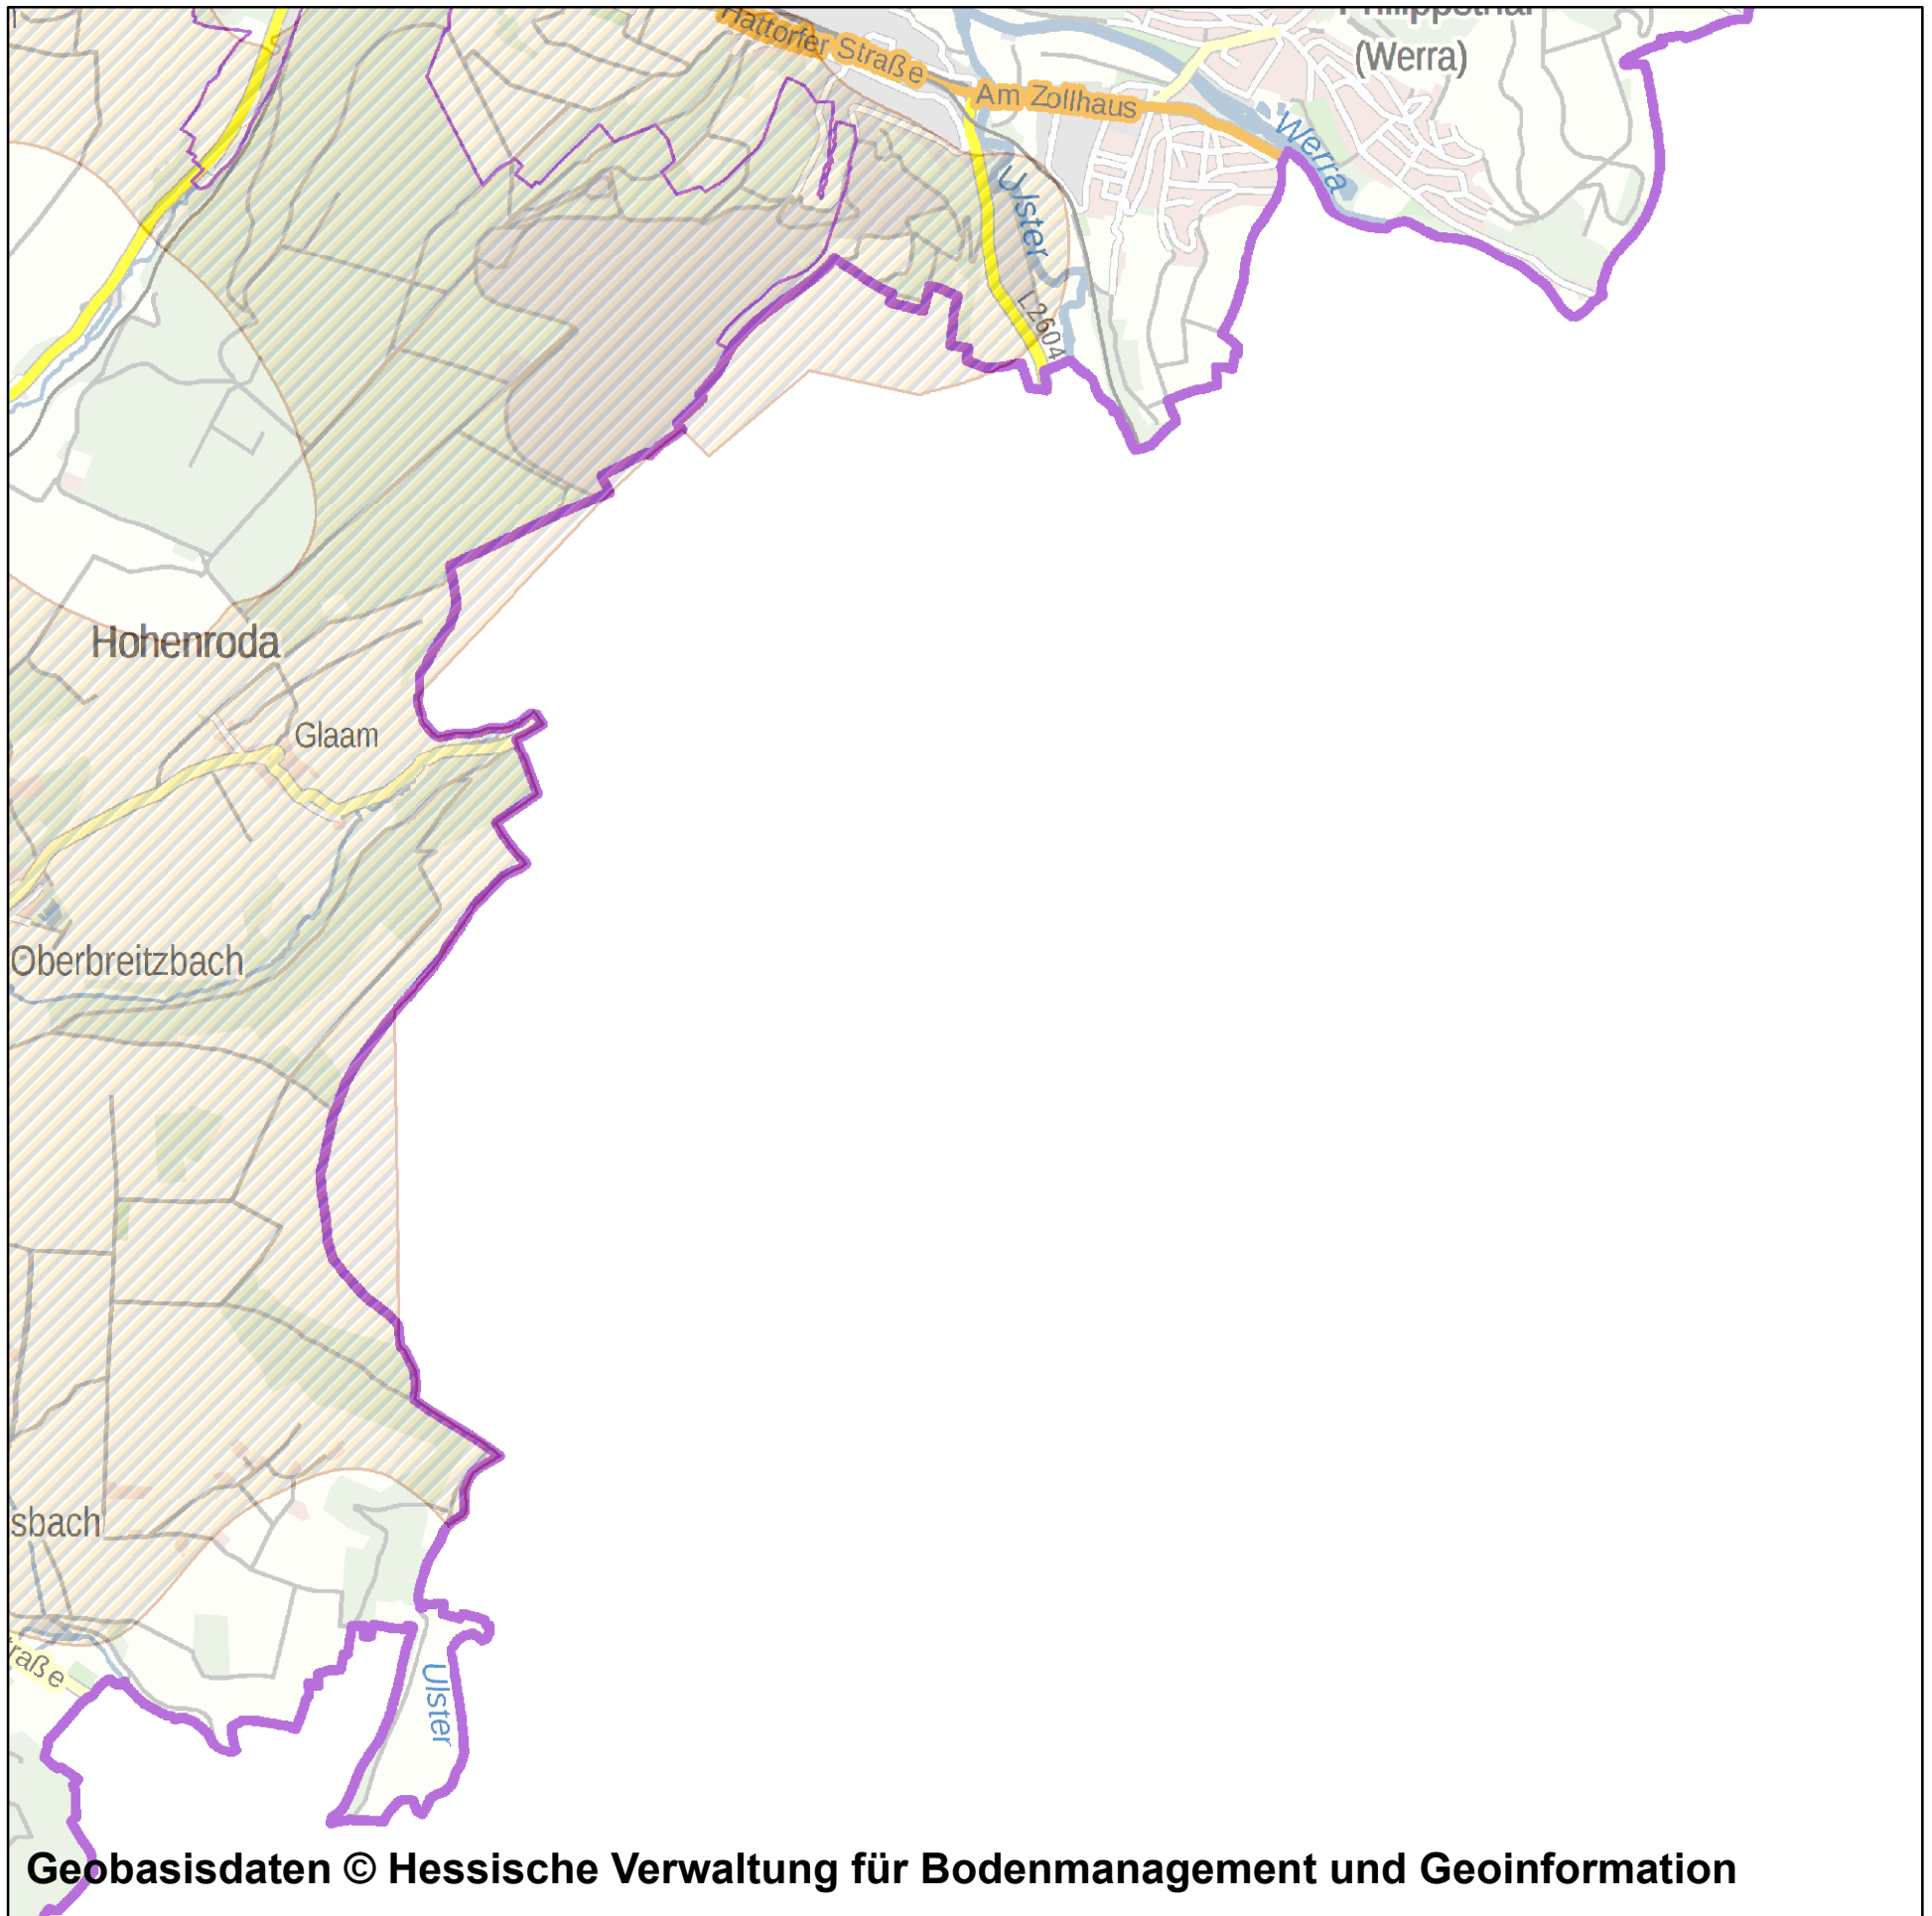 Philippsthal
(Werra)
Hattorfer Straße
Am Zollhaus
Werra
Ulster
L2604
Hohenroda
Glaam
Oberbreitzbach
sbach
raße
Ulster
Geobasisdaten © Hessische Verwaltung für Bodenmanagement und Geoinformation